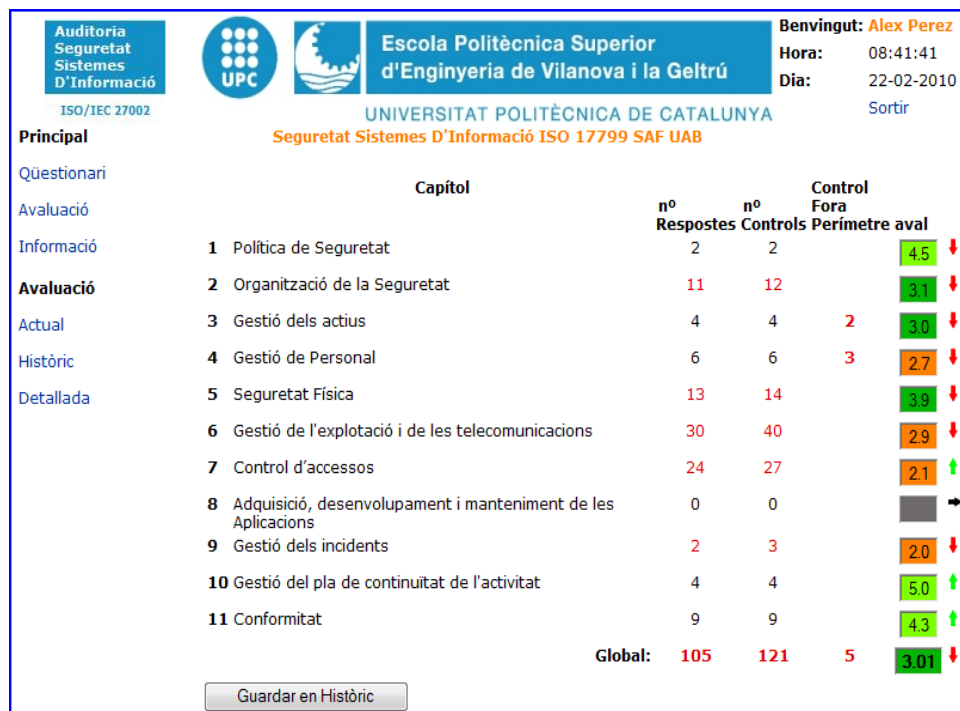 Auditoria
Seguretat
Sistemes
D'Informació
ISO/IEC 27002
UPC
Escola Politècnica Superior
d'Enginyeria de Vilanova i la Geltrú
UNIVERSITAT POLITÈCNICA DE CATALUNYA
Benvingut: Alex Perez
Hora: 08:41:41
Dia: 22-02-2010
Sortir
Principal
Qüestionari
Avaluació
Informació
Avaluació
Actual
Històric
Detallada
Seguretat Sistemes D'Informació ISO 17799 SAF UAB
Capítol nº Respostes nº Controls Control Fora Perímetre aval
1 Política de Seguretat 2 2 4.5
2 Organització de la Seguretat 11 12 3.1
3 Gestió dels actius 4 4 2 3.0
4 Gestió de Personal 6 6 3 2.7
5 Seguretat Física 13 14 3.9
6 Gestió de l'explotació i de les telecomunicacions 30 40 2.9
7 Control d'accessos 24 27 2.1
8 Adquisició, desenvolupament i manteniment de les 0 0
Aplicacions
9 Gestió dels incidents 2 3 2.0
10 Gestió del pla de continuïtat de l'activitat 4 4 5.0
11 Conformitat 9 9 4.3
Global: 105 121 5 3.01
Guardar en Històric